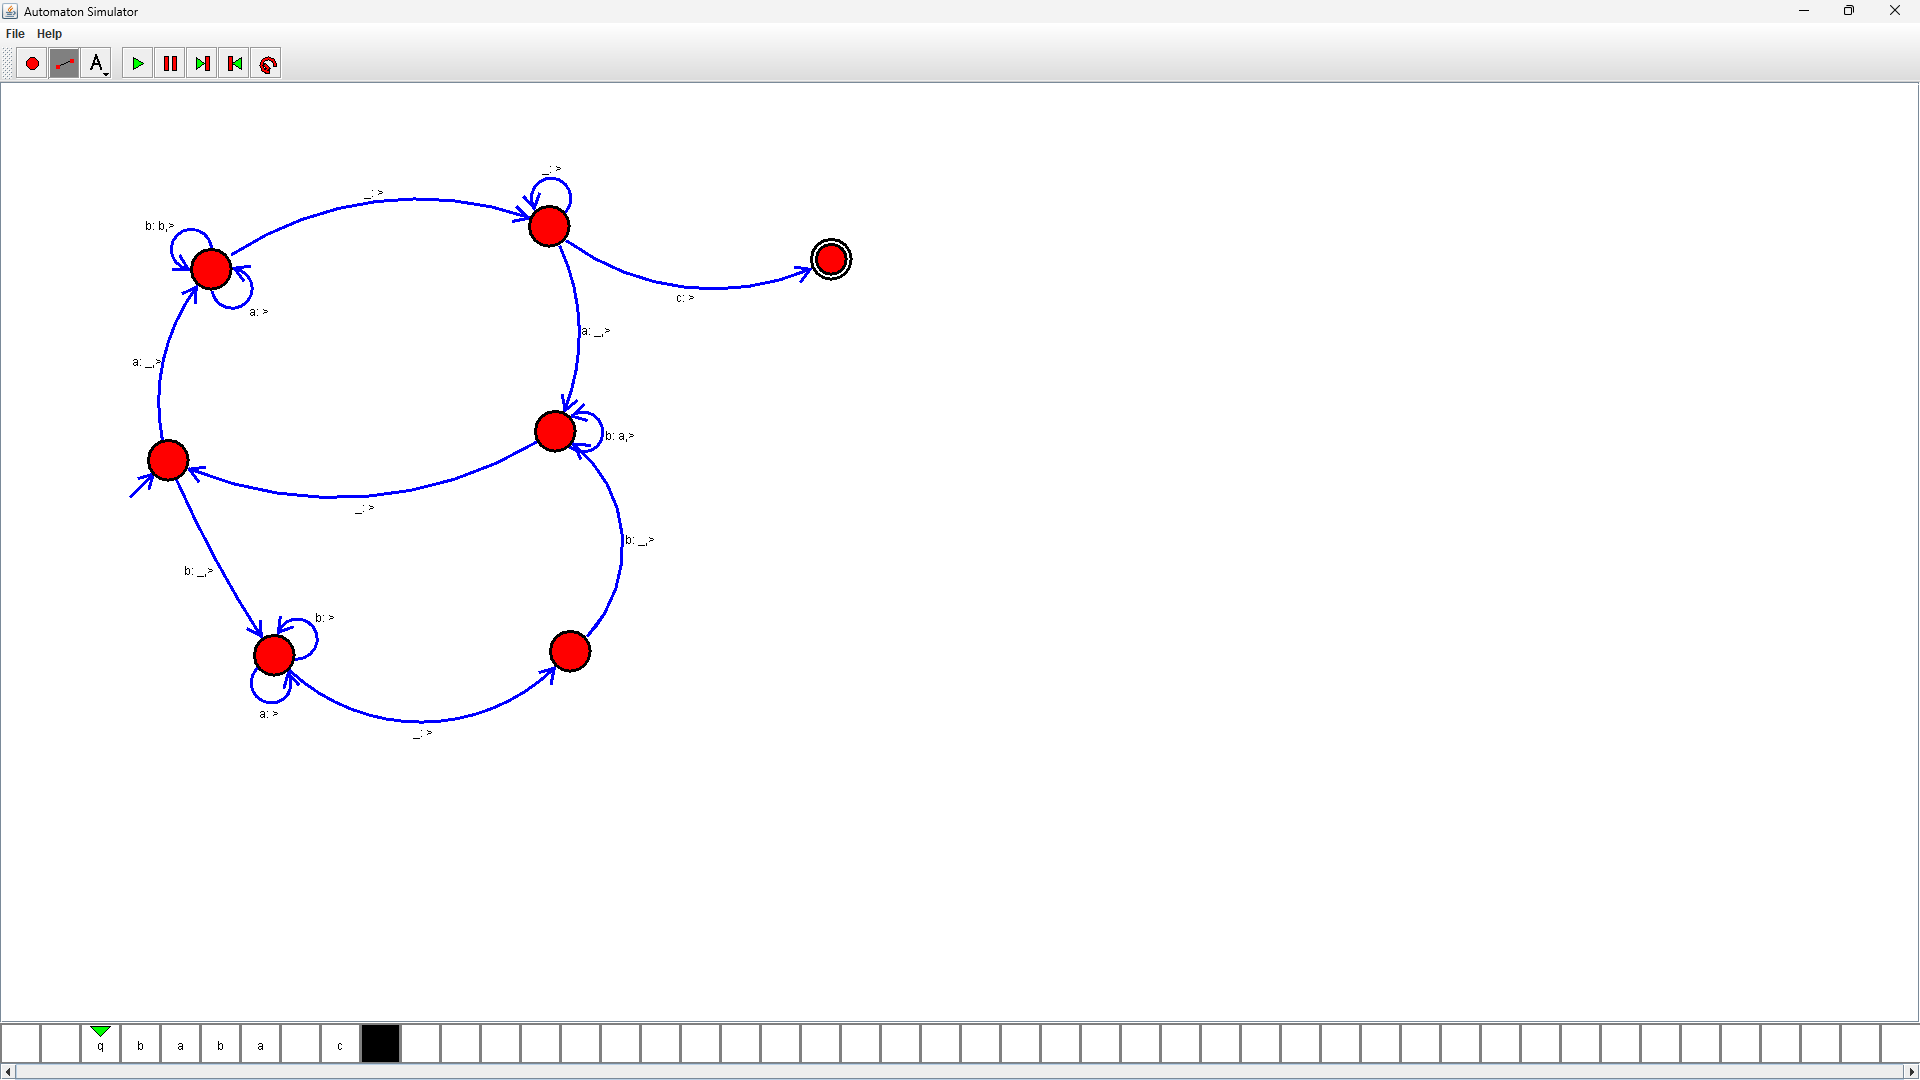 Automaton Simulator
File Help
A
_: >
_: >
b: b,>
c: >
a: >
a: _,>
a: _,>
b: a,>
_: >
b: _,>
b: _,>
b: >
a: >
_: >
q b a b a c